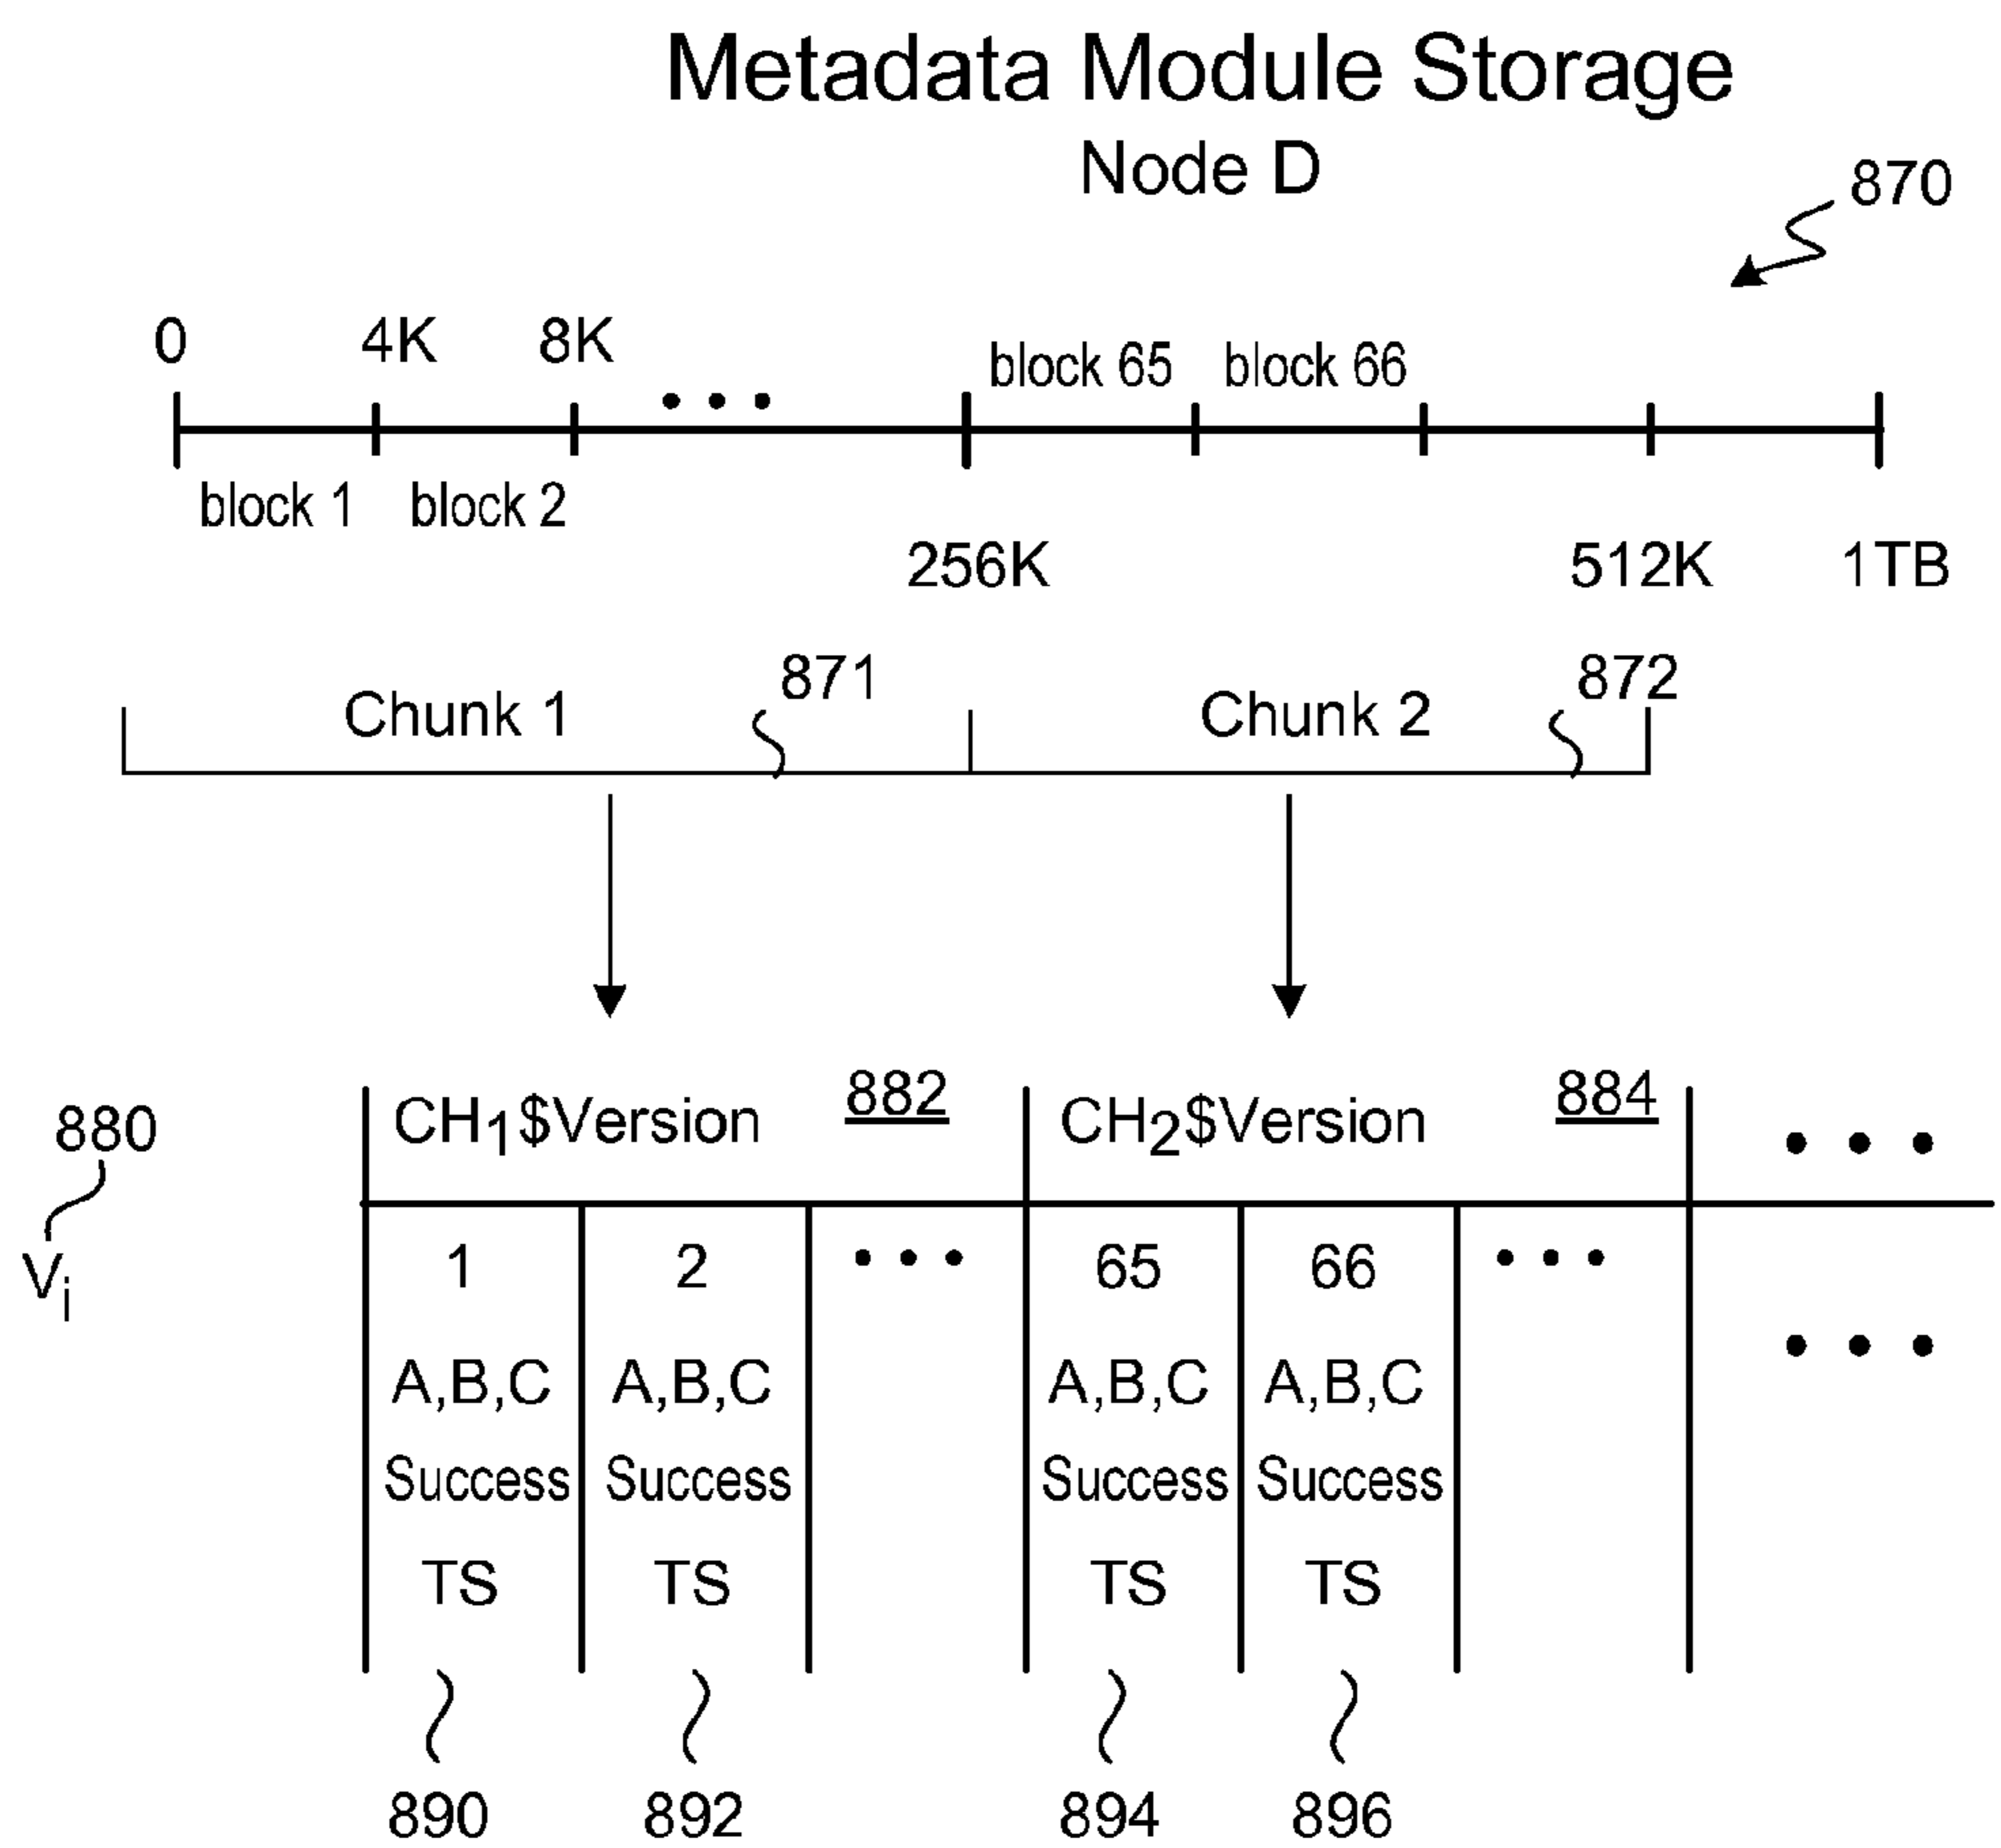 Metadata Module Storage
Node D
870
0 4K 8K
block 65 block 66
block 1 block 2
256K 512K 1TB
871 872
Chunk 1 Chunk 2
882 884
CH1$Version CH2$Version
880
Vi
1 2 65 66
A,B,C A,B,C A,B,C A,B,C
Success Success Success Success
TS TS TS TS
890 892 894 896